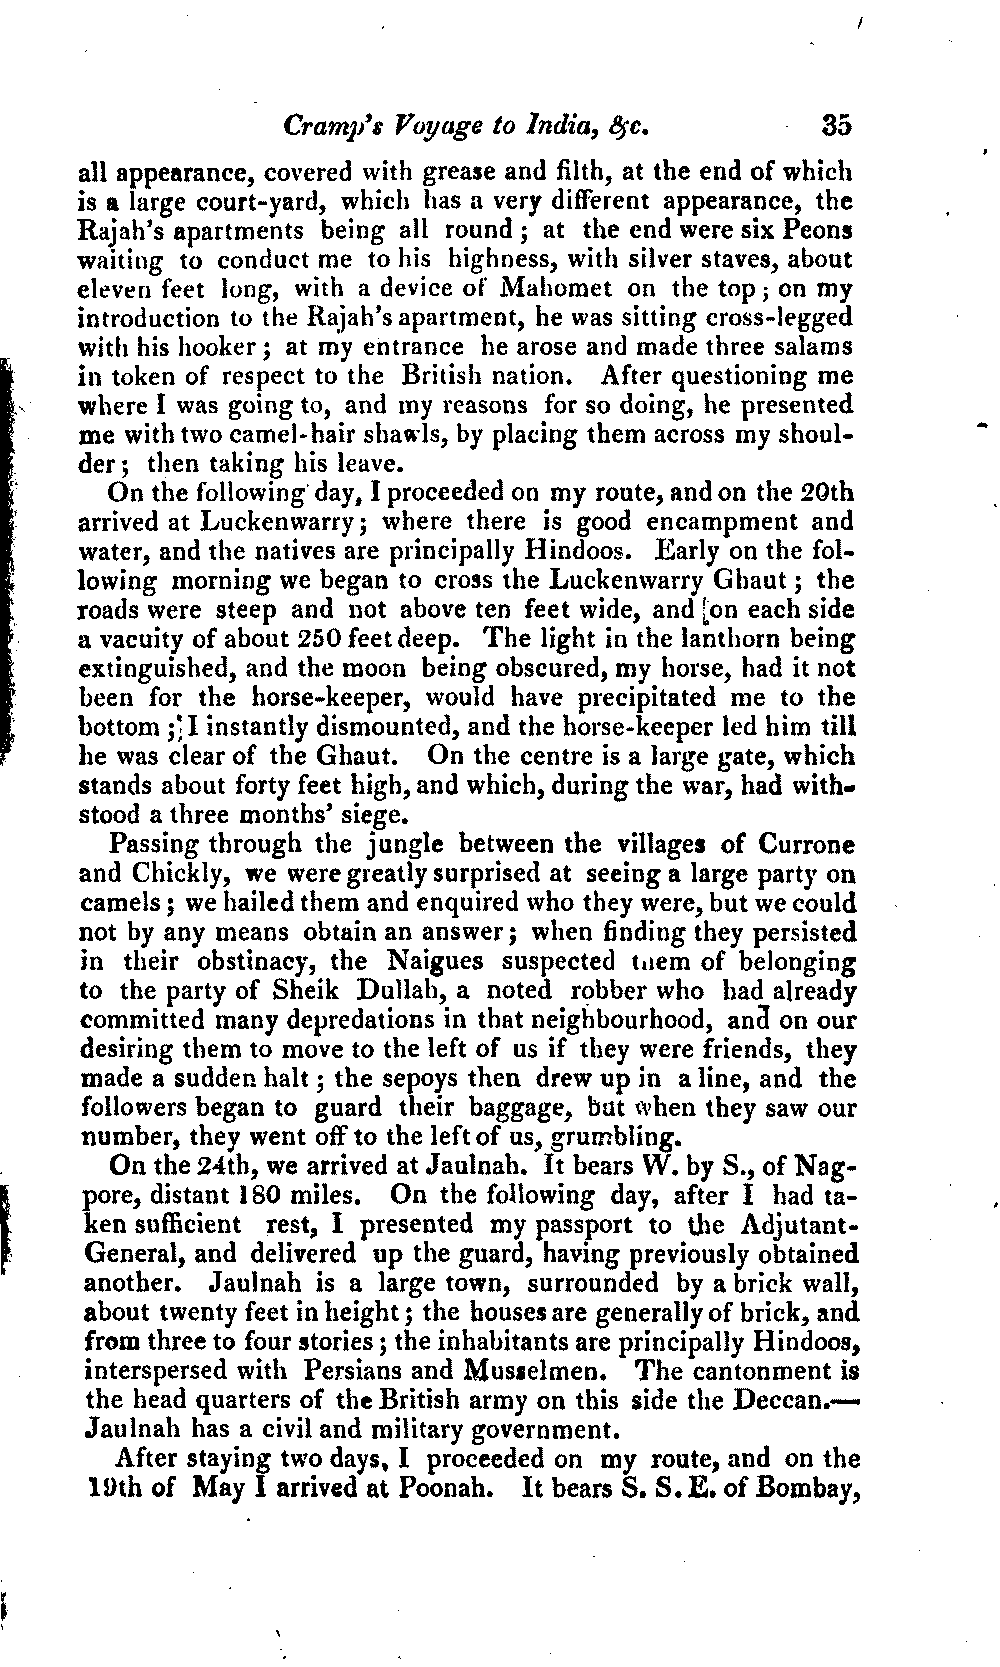 Cramp's Voyage to India, &c. 35
all appearance, covered with grease and filth, at the end of which
is a large court-yard, which has a very different appearance, the
Rajah's apartments being all round ; at the end were six Peons
waiting to conduct me to his highness, with silver staves, about
eleven feet long, with a device of Mahomet on the top ; on my
introduction to the Rajah's apartment, he was sitting cross-legged
with his hooker ; at my entrance he arose and made three salams
in token of respect to the British nation. After questioning me
where I was going to, and my reasons for so doing, he presented
me with two camel-hair shawls, by placing them across my shoul-
der ; then taking his leave.
On the following day, I proceeded on my route, and on the 20th
arrived at Luckenwarry ; where there is good encampment and
water, and the natives are principally Hindoos. Early on the fol-
lowing morning we began to cross the Luckenwarry Ghaut ; the
roads were steep and not above ten feet wide, and [on each side
a vacuity of about 250 feet deep. The light in the lanthorn being
extinguished, and the moon being obscured, my horse, had it not
been for the horse-keeper, would have precipitated me to the
bottom ; I instantly dismounted, and the horse-keeper led him till
he was clear of the Ghaut. On the centre is a large gate, which
stands about forty feet high, and which, during the war, had with-
stood a three months' siege.
Passing through the jungle between the villages of Currone
and Chickly, we were greatly surprised at seeing a large party on
camels ; we hailed them and enquired who they were, but we could
not by any means obtain an answer ; when finding they persisted
in their obstinacy, the Naigues suspected them of belonging
to the party of Sheik Dullah, a noted robber who had already
committed many depredations in that neighbourhood, and on our
desiring them to move to the left of us if they were friends, they
made a sudden halt ; the sepoys then drew up in a line, and the
followers began to guard their baggage, but when they saw our
number, they went off to the left of us, grumbling.
On the 24th, we arrived at Jaulnah. It bears W. by S., of Nag-
pore, distant 180 miles. On the following day, after I had ta-
ken sufficient rest, I presented my passport to the Adjutant-
General, and delivered up the guard, having previously obtained
another. Jaulnah is a large town, surrounded by a brick wall,
about twenty feet in height ; the houses are generally of brick, and
from three to four stories ; the inhabitants are principally Hindoos,
interspersed with Persians and Musselmen. The cantonment is
the head quarters of the British army on this side the Deccan.—
Jaulnah has a civil and military government.
After staying two days, I proceeded on my route, and on the
19th of May I arrived at Poonah. It bears S. S. E. of Bombay,